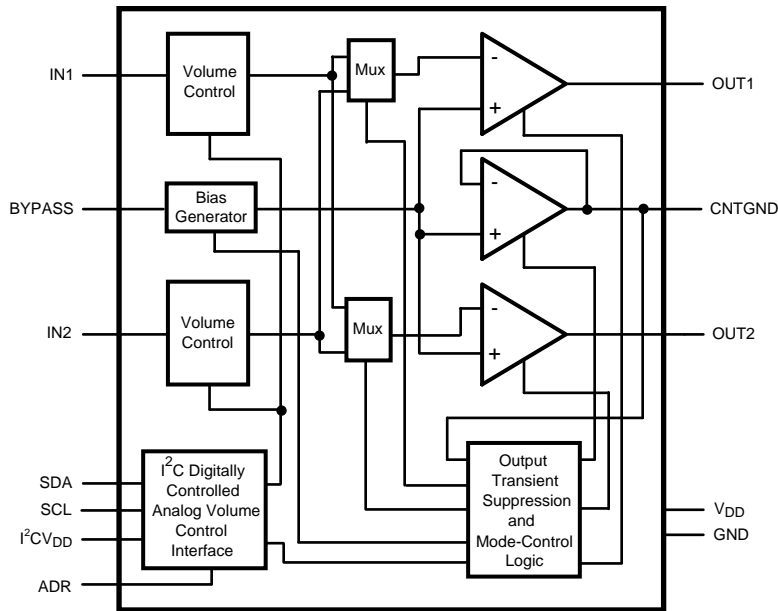 IN1
Volume
Control
Mux
-
+
OUT1
BYPASS
Bias
Generator
-
+
CNTGND
IN2
Volume
Control
Mux
-
+
OUT2
SDA
SCL
I²CVDD
ADR
I²C Digitally
Controlled
Analog Volume
Control
Interface
Output
Transient
Suppression
and
Mode-Control
Logic
VDD
GND